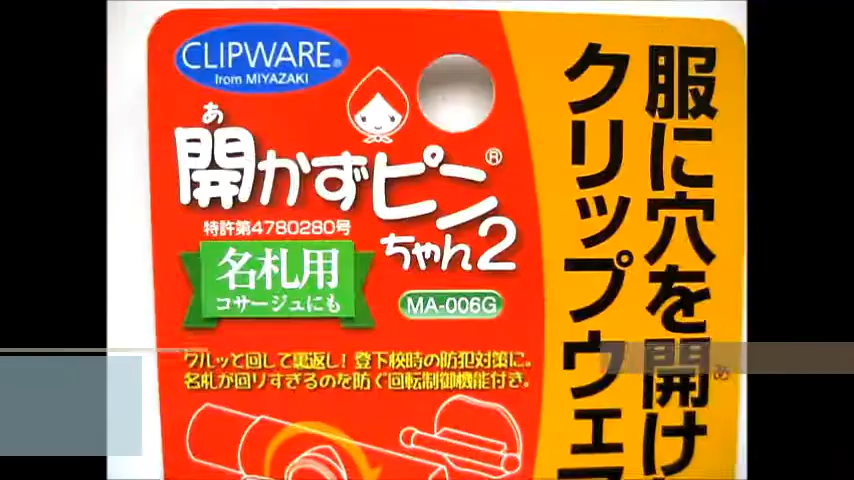 CLIPWARE®
from MIYAZAKI
あ
開かずピン®
ちゃん2
特許第4780280号
名札用
コサージュにも
MA-006G
クルッと回して裏返し！登下校時の防犯対策に。
名札が回りすぎるのを防ぐ回転制御機能付き。
服に穴を開け
あ
クリップウェア